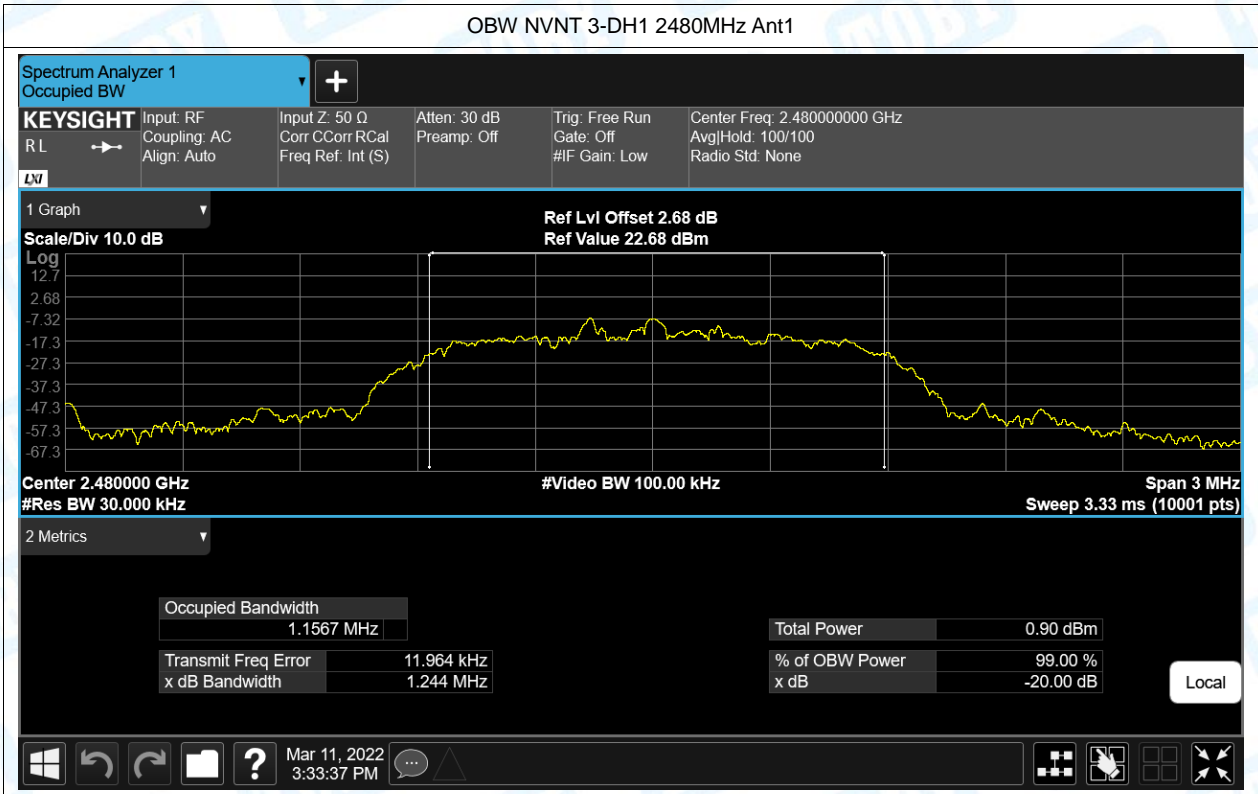 OBW NVNT 3-DH1 2480MHz Ant1
Spectrum Analyzer 1
Occupied BW
KEYSIGHT
RL
LXI
Input: RF
Coupling: AC
Align: Auto
Input Z: 50 Ω
Corr CCorr RCal
Freq Ref: Int (S)
Atten: 30 dB
Preamp: Off
Trig: Free Run
Gate: Off
#IF Gain: Low
Center Freq: 2.480000000 GHz
Avg|Hold: 100/100
Radio Std: None
1 Graph
Scale/Div 10.0 dB
Ref Lvl Offset 2.68 dB
Ref Value 22.68 dBm
Log
12.7
2.68
-7.32
-17.3
-27.3
-37.3
-47.3
-57.3
-67.3
Center 2.480000 GHz
#Res BW 30.000 kHz
#Video BW 100.00 kHz
Span 3 MHz
Sweep 3.33 ms (10001 pts)
2 Metrics
Occupied Bandwidth
1.1567 MHz
Total Power 0.90 dBm
Transmit Freq Error 11.964 kHz
% of OBW Power 99.00 %
x dB Bandwidth 1.244 MHz
x dB -20.00 dB
Local
?
Mar 11, 2022
3:33:37 PM